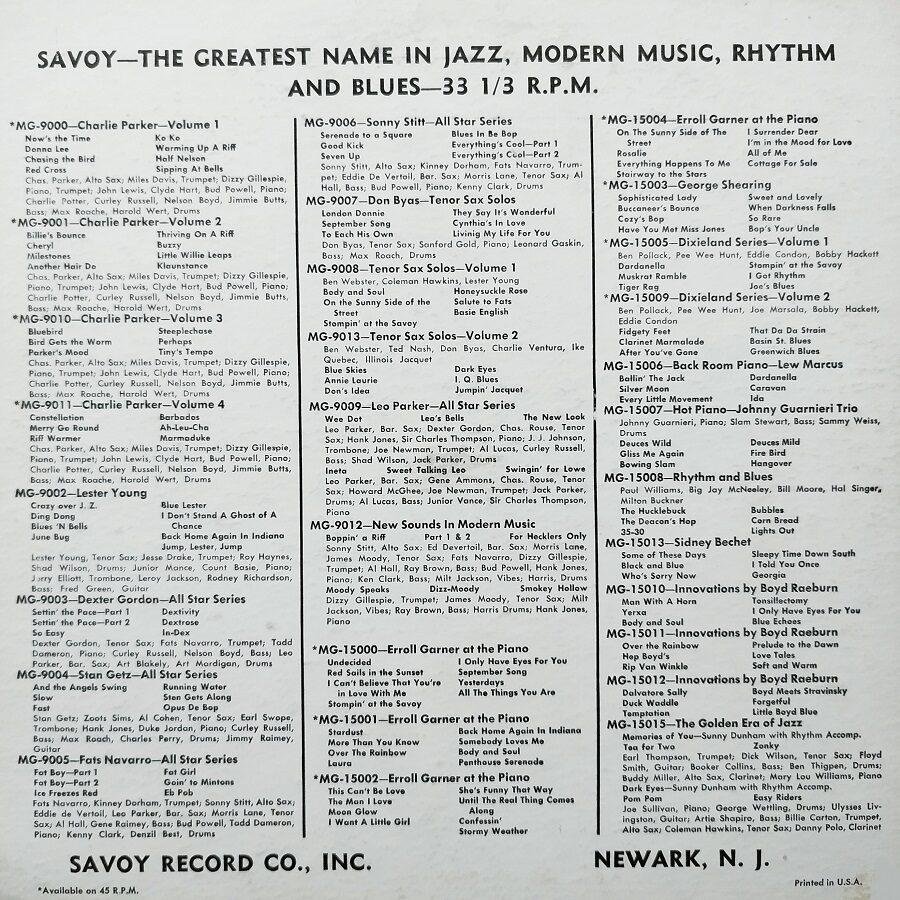 SAVOY—THE GREATEST NAME IN JAZZ, MODERN MUSIC, RHYTHM
AND BLUES—33 1/3 R.P.M.
*MG-9000—Charlie Parker—Volume 1
Now's the Time Ko Ko
Donna Lee Warming Up A Riff
Chasing the Bird Half Nelson
Red Cross Sipping At Bells
Chas. Parker, Alto Sax; Miles Davis, Trumpet; Dizzy Gillespie,
Piano, Trumpet; John Lewis, Clyde Hart, Bud Powell, Piano;
Charlie Potter, Curley Russell, Nelson Boyd, Jimmie Butts,
Bass; Max Roache, Harold Wert, Drums
*MG-9001—Charlie Parker—Volume 2
Billie's Bounce Thriving On A Riff
Cheryl Buzzy
Milestones Little Willie Leaps
Another Hair Do Klaunstance
Chas. Parker, Alto Sax; Miles Davis, Trumpet; Dizzy Gillespie,
Piano, Trumpet; John Lewis, Clyde Hart, Bud Powell, Piano;
Charlie Potter, Curley Russell, Nelson Boyd, Jimmie Butts,
Bass; Max Roache, Harold Wert, Drums
*MG-9010—Charlie Parker—Volume 3
Bluebird Steeplechase
Bird Gets the Worm Perhaps
Parker's Mood Tiny's Tempo
Chas. Parker, Alto Sax; Miles Davis, Trumpet; Dizzy Gillespie,
Piano, Trumpet; John Lewis, Clyde Hart, Bud Powell, Piano;
Charlie Potter, Curley Russell, Nelson Boyd, Jimmie Butts,
Bass; Max Roache, Harold Wert, Drums
*MG-9011—Charlie Parker—Volume 4
Constellation Barbados
Merry Go Round Ah-Leu-Cha
Riff Warmer Marmaduke
Chas. Parker, Alto Sax; Miles Davis, Trumpet; Dizzy Gillespie,
Piano, Trumpet; John Lewis, Clyde Hart, Bud Powell, Piano;
Charlie Potter, Curley Russell, Nelson Boyd, Jimmie Butts,
Bass; Max Roache, Harold Wert, Drums
MG-9002—Lester Young
Crazy over J. Z. Blue Lester
Ding Dong I Don't Stand A Ghost of A
Blues 'N Bells Chance
June Bug Back Home Again In Indiana
Jump, Lester, Jump
Lester Young, Tenor Sax; Jesse Drake, Trumpet; Roy Haynes,
Shad Wilson, Drums; Junior Mance, Count Basie, Piano;
Jerry Elliott, Trombone, Leroy Jackson, Rodney Richardson,
Bass; Fred Green, Guitar
MG-9003—Dexter Gordon—All Star Series
Settin' the Pace—Part 1 Dextivity
Settin' the Pace—Part 2 Dextrose
So Easy In-Dex
Dexter Gordon, Tenor Sax; Fats Navarro, Trumpet; Tadd
Dameron, Piano; Curley Russell, Nelson Boyd, Bass; Leo
Parker, Bar. Sax; Art Blakely, Art Mardigan, Drums
MG-9004—Stan Getz—All Star Series
And the Angels Swing Running Water
Slow Stan Gets Along
Fast Opus De Bop
Stan Getz; Zoots Sims, Al Cohen, Tenor Sax; Earl Swope,
Trombone; Hank Jones, Duke Jordan, Piano; Curley Russell,
Bass; Max Roach, Charles Perry, Drums; Jimmy Raimey,
Guitar
MG-9005—Fats Navarro—All Star Series
Fat Boy—Part 1 Fat Girl
Fat Boy—Part 2 Goin' to Mintons
Ice Freezes Red Eb Pob
Fats Navarro, Kinney Dorham, Trumpet; Sonny Stitt, Alto Sax;
Eddie de Vertoil, Leo Parker, Bar. Sax; Morris Lane, Tenor
Sax; Al Hall, Gene Raimey, Bass; Bud Powell, Tadd Dameron,
Piano; Kenny Clark, Denzil Best, Drums
MG-9006—Sonny Stitt—All Star Series
Serenade to a Square Blues In Be Bop
Good Kick Everything's Cool—Part 1
Seven Up Everything's Cool—Part 2
Sonny Stitt, Alto Sax; Kinney Dorham, Fats Navarro, Trum-
pet; Eddie De Vertoil, Bar. Sax; Morris Lane, Tenor Sax; Al
Hall, Bass; Bud Powell, Piano; Kenny Clark, Drums
MG-9007—Don Byas—Tenor Sax Solos
London Donnie They Say It's Wonderful
September Song Cynthia's In Love
To Each His Own Livinig My Life For You
Don Byas, Tenor Sax; Sanford Gold, Piano; Leonard Gaskin,
Bass; Max Roach, Drums
MG-9008—Tenor Sax Solos—Volume 1
Ben Webster, Coleman Hawkins, Lester Young
Body and Soul Honeysuckle Rose
On the Sunny Side of the Salute to Fats
Street Basie English
Stompin' at the Savoy
MG-9013—Tenor Sax Solos—Volume 2
Ben Webster, Ted Nash, Don Byas, Charlie Ventura, Ike
Quebec, Illinois Jacquet
Blue Skies Dark Eyes
Annie Laurie I. Q. Blues
Don's Idea Jumpin' Jacquet
MG-9009—Leo Parker—All Star Series
Wee Dot Leo's Bells The New Look
Leo Parker, Bar. Sax; Dexter Gordon, Chas. Rouse, Tenor
Sax; Hank Jones, Sir Charles Thompson, Piano; J. J. Johnson,
Trombone; Joe Newman, Trumpet; Al Lucas, Curley Russell,
Bass; Shad Wilson, Jack Parker, Drums
Ineta Sweet Talking Leo Swingin' for Lowe
Leo Parker, Bar. Sax; Gene Ammons, Chas. Rouse, Tenor
Sax; Howard McGhee, Joe Newman, Trumpet; Jack Parker,
Drums; Al Lucas, Bass; Junior Vance, Sir Charles Thompson,
Piano
MG-9012—New Sounds In Modern Music
Boppin' a Riff Part 1 & 2 For Hecklers Only
Sonny Stitt, Alto Sax; Ed Devertoil, Bar. Sax; Morris Lane,
James Moody, Tenor Sax; Fats Navarro, Dizzy Gillespie,
Trumpet; Al Hall, Ray Brown, Bass; Bud Powell, Hank Jones,
Piano; Ken Clark, Bass; Milt Jackson, Vibes; Harris, Drums
Moody Speaks Dizz-Moody Smokey Hollow
Dizzy Gillespie, Trumpet; James Moody, Tenor Sax; Milt
Jackson, Vibes; Ray Brown, Bass; Harris Drums; Hank Jones,
Piano
*MG-15000—Erroll Garner at the Piano
Undecided I Only Have Eyes For You
Red Sails in the Sunset September Song
I Can't Believe That You're Yesterdays
in Love With Me All The Things You Are
Stompin' at the Savoy
*MG-15001—Erroll Garner at the Piano
Stardust Back Home Again In Indiana
More Than You Know Somebody Loves Me
Over The Rainbow Body and Soul
Laura Penthouse Serenade
*MG-15002—Erroll Garner at the Piano
This Can't Be Love She's Funny That Way
The Man I Love Until The Real Thing Comes
Moon Glow Along
I Want A Little Girl Confessin'
Stormy Weather
*MG-15004—Erroll Garner at the Piano
On The Sunny Side of The I Surrender Dear
Street I'm in the Mood for Love
Rosalie All of Me
Everything Happens To Me Cottage For Sale
Stairway to the Stars
*MG-15003—George Shearing
Sophisticated Lady Sweet and Lovely
Buccaneer's Bounce When Darkness Falls
Cozy's Bop So Rare
Have You Met Miss Jones Bop's Your Uncle
*MG-15005—Dixieland Series—Volume 1
Ben Pollack, Pee Wee Hunt, Eddie Condon, Bobby Hackett
Dardanella Stompin' at the Savoy
Muskrat Ramble I Got Rhythm
Tiger Rag Joe's Blues
*MG-15009—Dixieland Series—Volume 2
Ben Pollack, Pee Wee Hunt, Joe Marsala, Bobby Hackett,
Eddie Condon
Fidgety Feet That Da Da Strain
Clarinet Marmalade Basin St. Blues
After You've Gone Greenwich Blues
MG-15006—Back Room Piano—Lew Marcus
Ballin' The Jack Dardanella
Silver Moon Caravan
Every Little Movement Ida
MG-15007—Hot Piano—Johnny Guarnieri Trio
Johnny Guarnieri, Piano; Slam Stewart, Bass; Sammy Weiss,
Drums
Deuces Wild Deuces Mild
Gliss Me Again Fire Bird
Bowing Slam Hangover
MG-15008—Rhythm and Blues
Paul Williams, Big Jay McNeeley, Bill Moore, Hal Singer,
Milton Buckner
The Hucklebuck Bubbles
The Deacon's Hop Corn Bread
35-30 Lights Out
MG-15013—Sidney Bechet
Some of These Days Sleepy Time Down South
Black and Blue I Told You Once
Who's Sorry Now Georgia
MG-15010—Innovations by Boyd Raeburn
Man With A Horn Tonsillectomy
Yerxa I Only Have Eyes For You
Body and Soul Blue Echoes
MG-15011—Innovations by Boyd Raeburn
Over the Rainbow Prelude to the Dawn
Hep Boyd's Love Tales
Rip Van Winkle Soft and Warm
MG-15012—Innovations by Boyd Raeburn
Dalvatore Sally Boyd Meets Stravinsky
Duck Waddle Forgetful
Temptation Little Boyd Blue
MG-15015—The Golden Era of Jazz
Memories of You—Sunny Dunham with Rhythm Accomp.
Tea for Two Zonky
Earl Thompson, Trumpet; Dick Wilson, Tenor Sax; Floyd
Smith, Guitar; Booker Collins, Bass; Ben Thigpen, Drums;
Buddy Miller, Alto Sax, Clarinet; Mary Lou Williams, Piano
Dark Eyes—Sunny Dunham with Rhythm Accomp.
Pom Pom Easy Riders
Joe Sullivan, Piano; George Wettling, Drums; Ulysses Liv-
ingston, Guitar; Artie Shapiro, Bass; Billie Carton, Trumpet,
Alto Sax; Coleman Hawkins, Tenor Sax; Danny Polo, Clarinet
SAVOY RECORD CO., INC. NEWARK, N. J.
*Available on 45 R.P.M.
Printed in U.S.A.